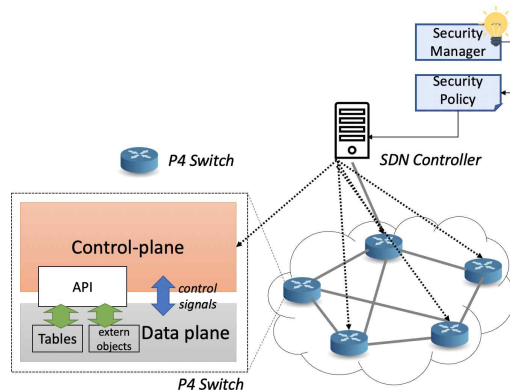 Security
Manager
Security
Policy
SDN Controller
P4 Switch
Control-plane
API
control
signals
Tables
extern
objects
Data plane
P4 Switch